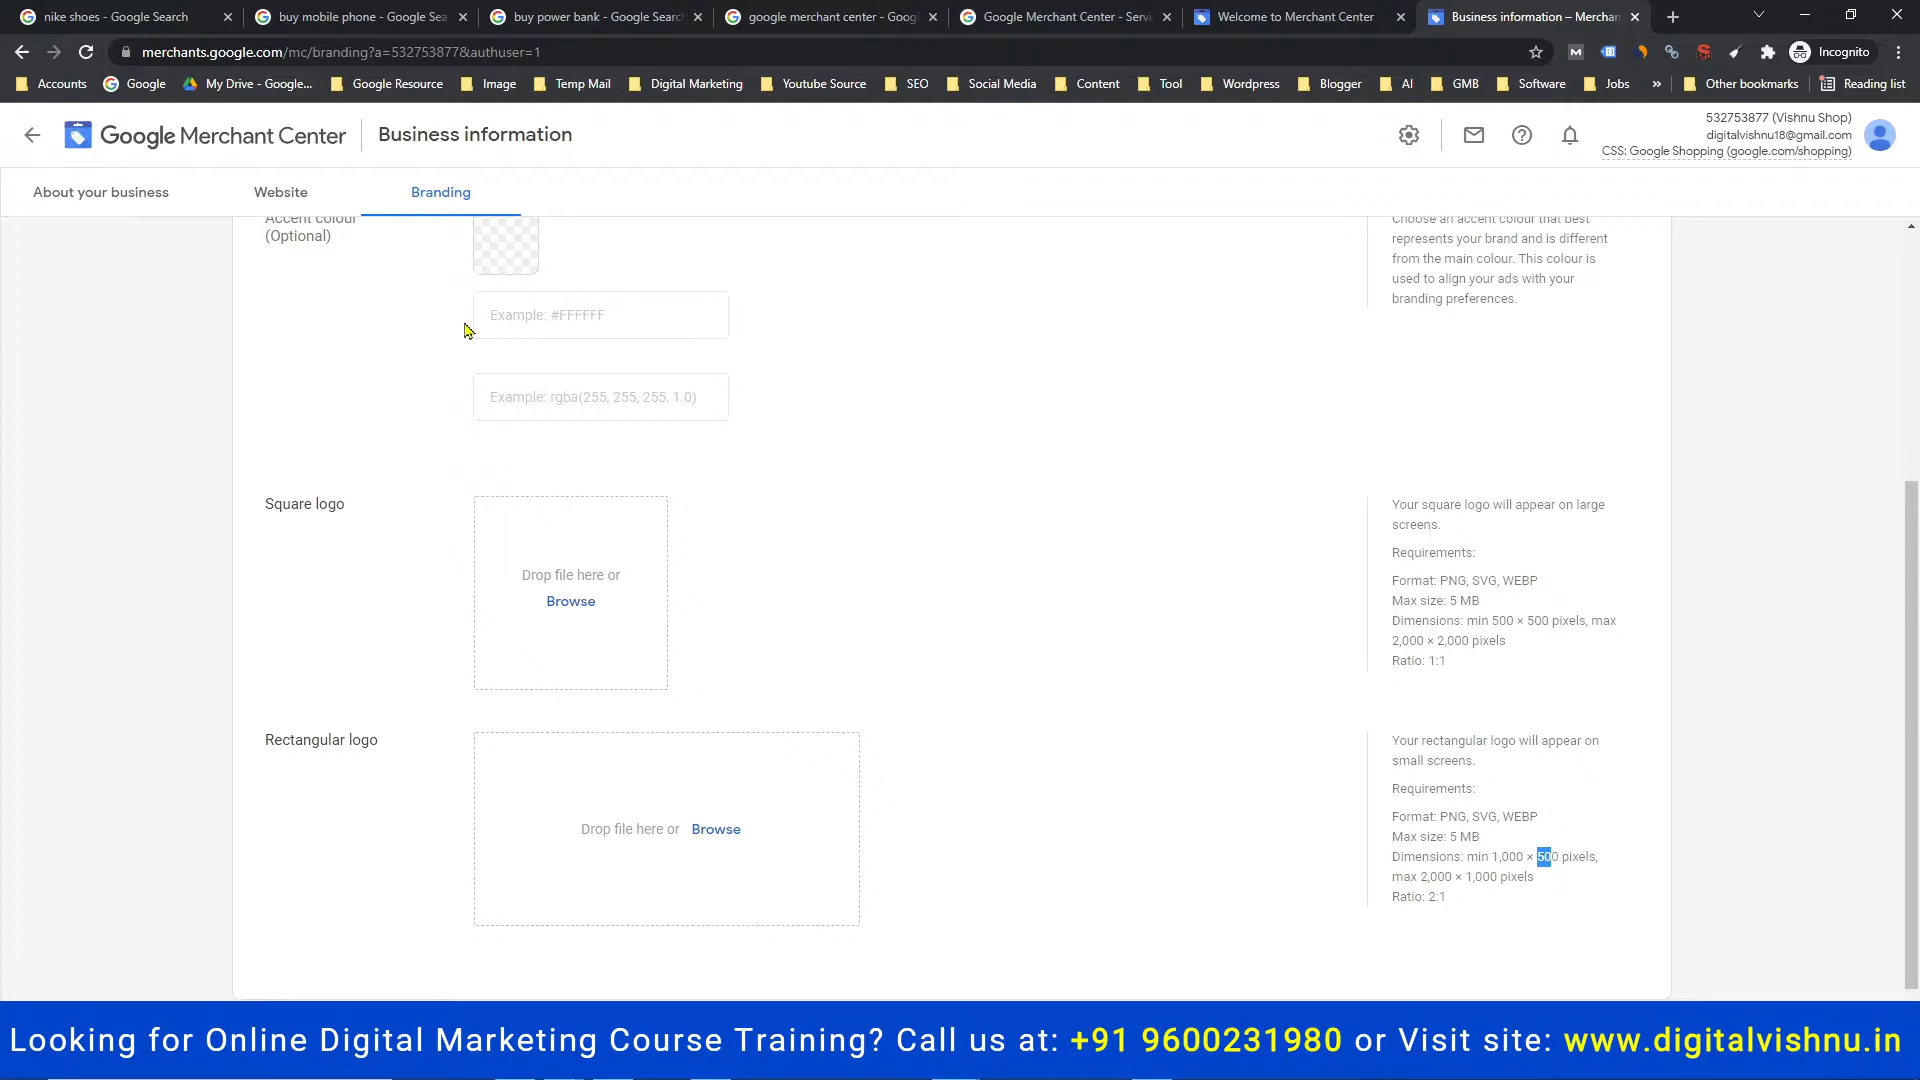 nike shoes - Google Search
buy mobile phone - Google Sea
buy power bank - Google Search
google merchant center - Goog
Google Merchant Center - Servi
Welcome to Merchant Center
Business information – Merchan
merchants.google.com/mc/branding?a=532753877&authuser=1
Incognito
Accounts
Google
My Drive - Google...
Google Resource
Image
Temp Mail
Digital Marketing
Youtube Source
SEO
Social Media
Content
Tool
Wordpress
Blogger
AI
GMB
Software
Jobs
»
Other bookmarks
Reading list
Google Merchant Center
Business information
532753877 (Vishnu Shop)
digitalvishnu18@gmail.com
CSS: Google Shopping (google.com/shopping)
About your business
Website
Branding
Accent colour
(Optional)
Choose an accent colour that best
represents your brand and is different
from the main colour. This colour is
used to align your ads with your
branding preferences.
Example: #FFFFFF
Example: rgba(255, 255, 255, 1.0)
Square logo
Drop file here or
Browse
Your square logo will appear on large
screens.
Requirements:
Format: PNG, SVG, WEBP
Max size: 5 MB
Dimensions: min 500 × 500 pixels, max
2,000 × 2,000 pixels
Ratio: 1:1
Rectangular logo
Drop file here or Browse
Your rectangular logo will appear on
small screens.
Requirements:
Format: PNG, SVG, WEBP
Max size: 5 MB
Dimensions: min 1,000 × 500 pixels,
max 2,000 × 1,000 pixels
Ratio: 2:1
Looking for Online Digital Marketing Course Training? Call us at: +91 9600231980 or Visit site: www.digitalvishnu.in